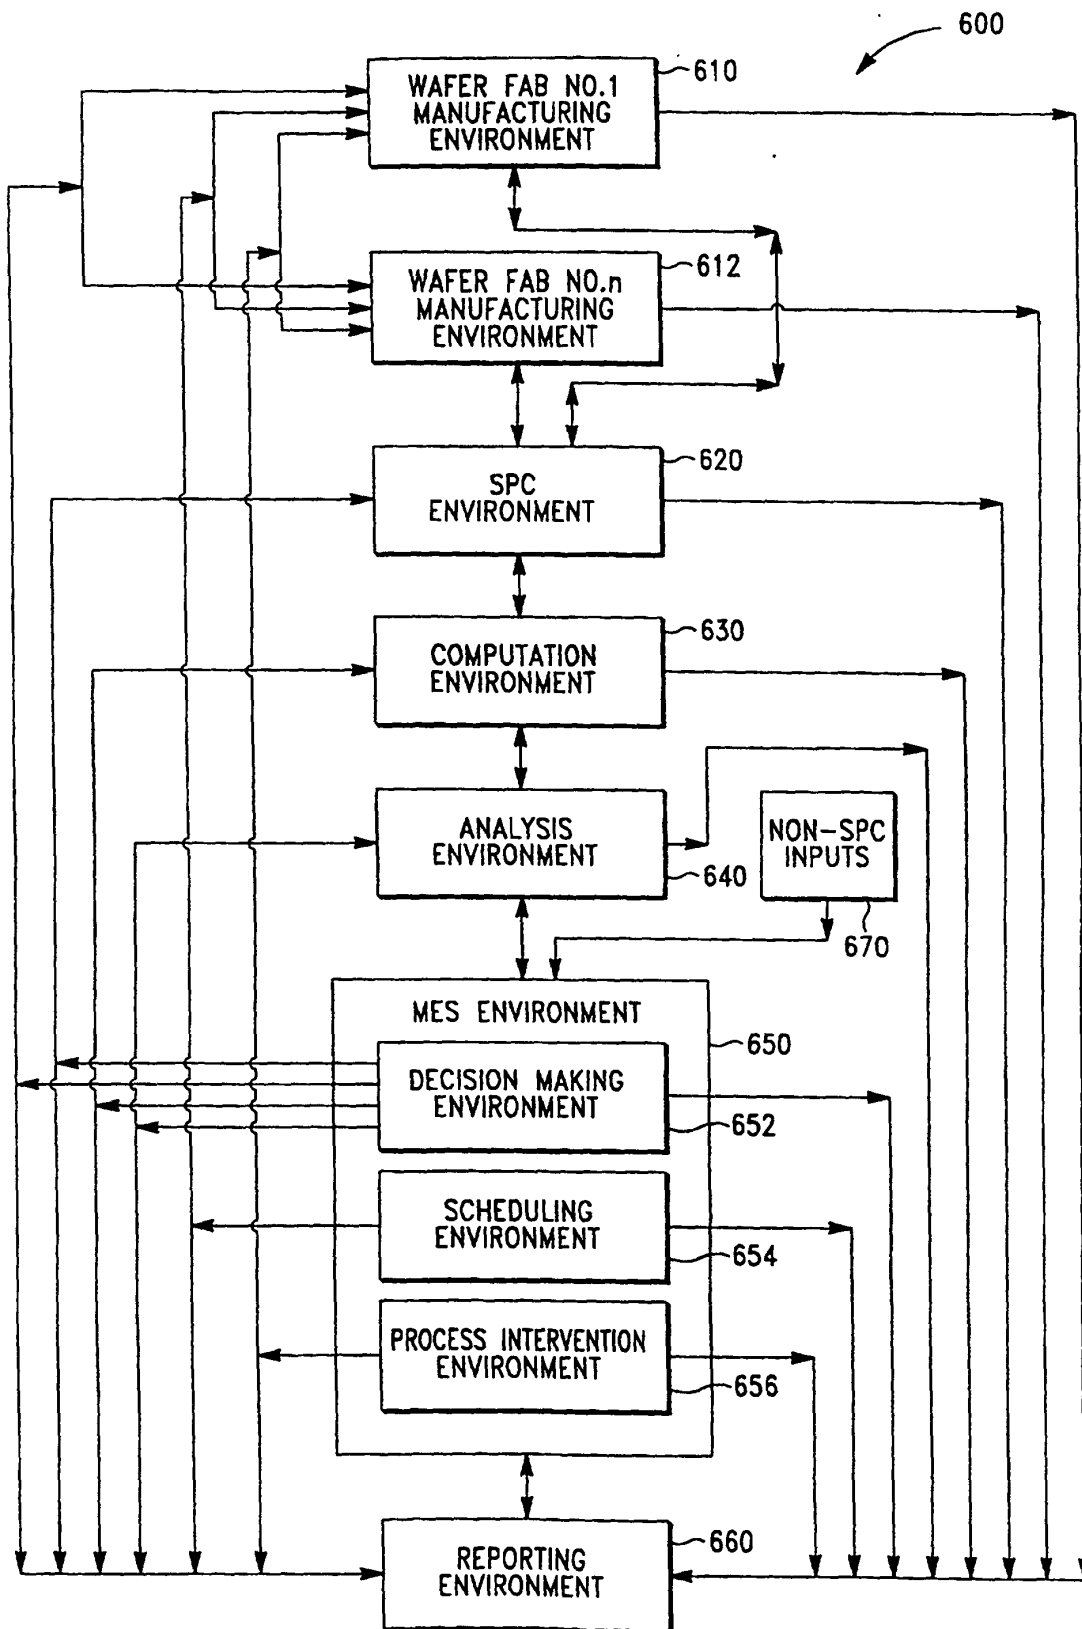 600
WAFER FAB NO.1
MANUFACTURING
ENVIRONMENT
610
WAFER FAB NO.n
MANUFACTURING
ENVIRONMENT
612
SPC
ENVIRONMENT
620
COMPUTATION
ENVIRONMENT
630
ANALYSIS
ENVIRONMENT
640
NON-SPC
INPUTS
670
MES ENVIRONMENT
650
DECISION MAKING
ENVIRONMENT
652
SCHEDULING
ENVIRONMENT
654
PROCESS INTERVENTION
ENVIRONMENT
656
REPORTING
ENVIRONMENT
660